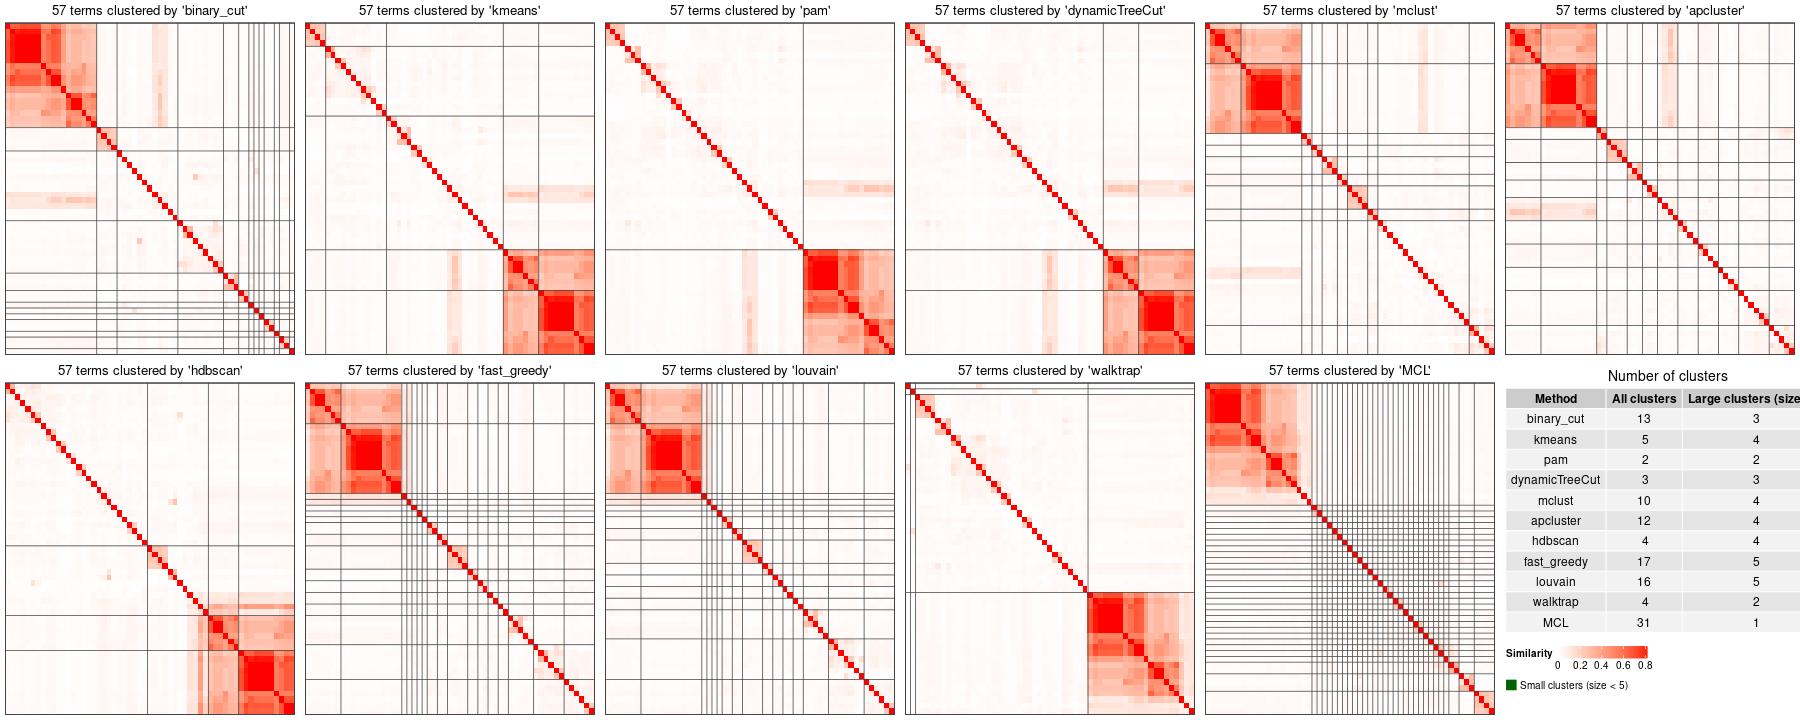 57 terms clustered by 'binary_cut'
57 terms clustered by 'kmeans'
57 terms clustered by 'pam'
57 terms clustered by 'dynamicTreeCut'
57 terms clustered by 'mclust'
57 terms clustered by 'apcluster'
57 terms clustered by 'hdbscan'
57 terms clustered by 'fast_greedy'
57 terms clustered by 'louvain'
57 terms clustered by 'walktrap'
57 terms clustered by 'MCL'
Number of clusters
Method All clusters Large clusters (size
binary_cut 13 3
kmeans 5 4
pam 2 2
dynamicTreeCut 3 3
mclust 10 4
apcluster 12 4
hdbscan 4 4
fast_greedy 17 5
louvain 16 5
walktrap 4 2
MCL 31 1
Similarity
0 0.2 0.4 0.6 0.8
Small clusters (size < 5)